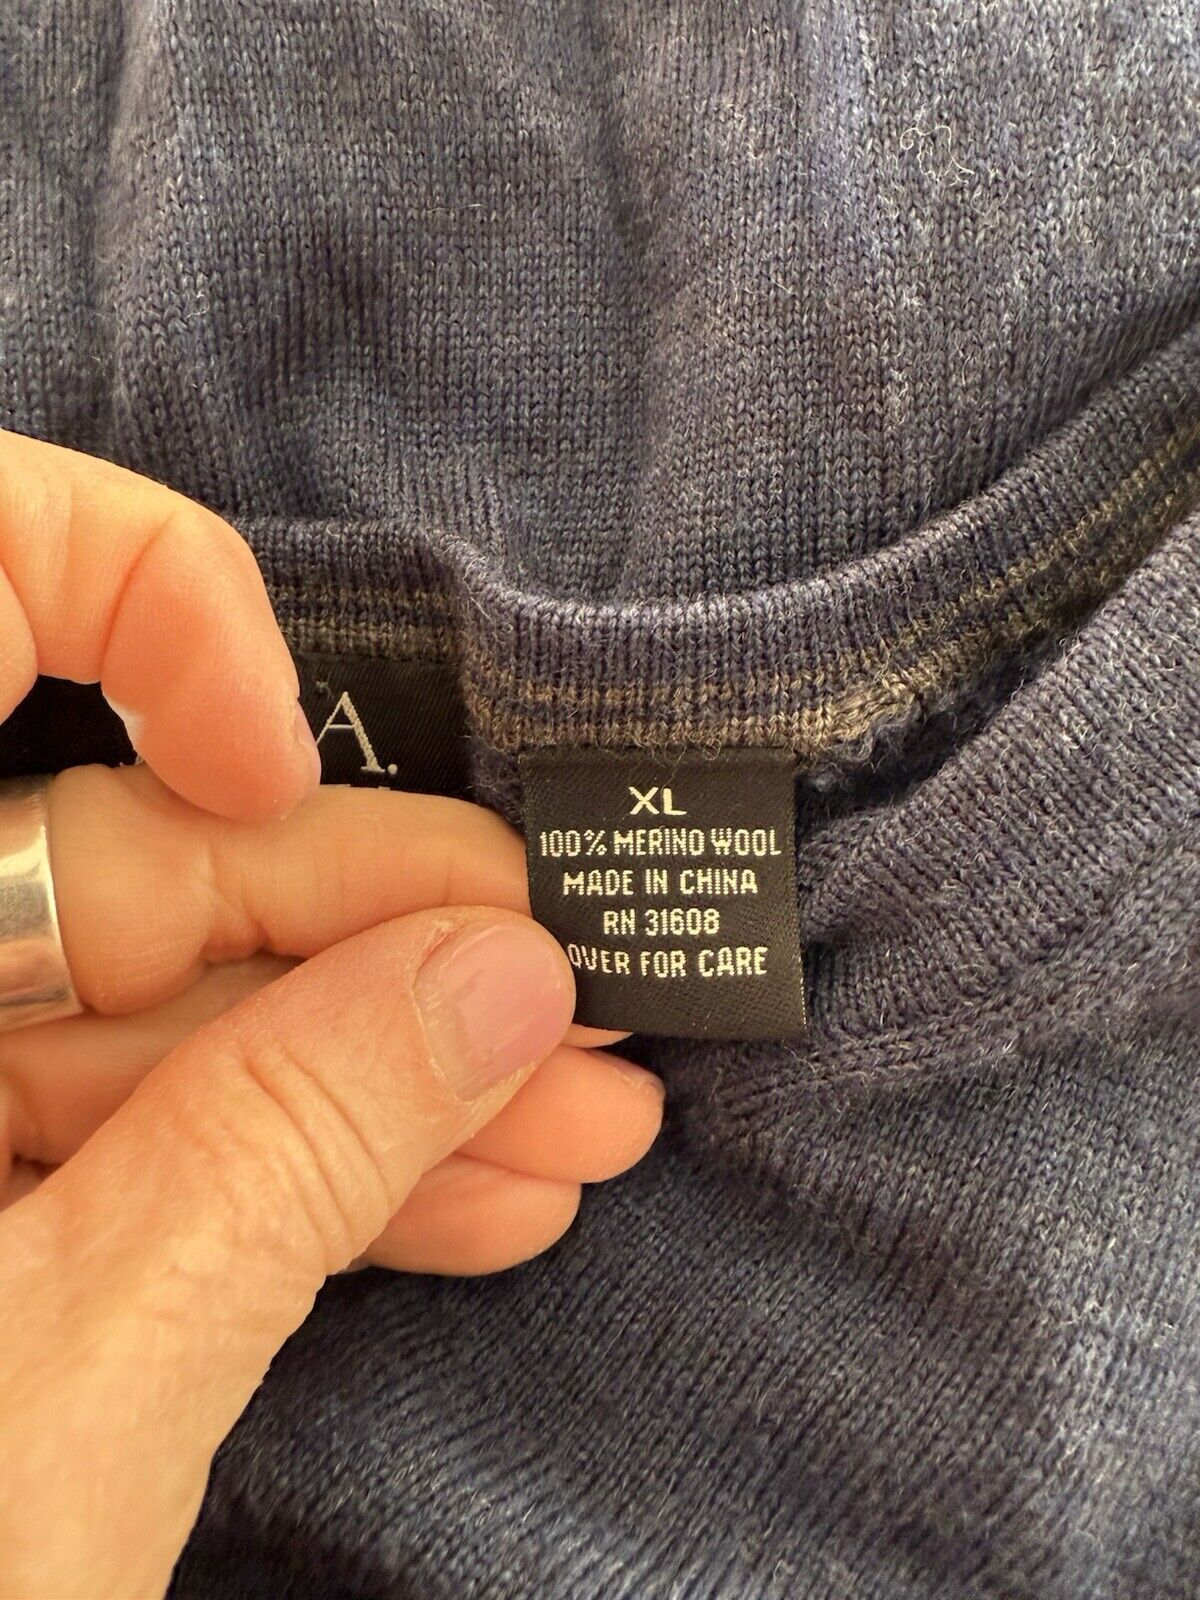 'A.
XL
100% MERINO WOOL
MADE IN CHINA
RN 31608
OVER FOR CARE